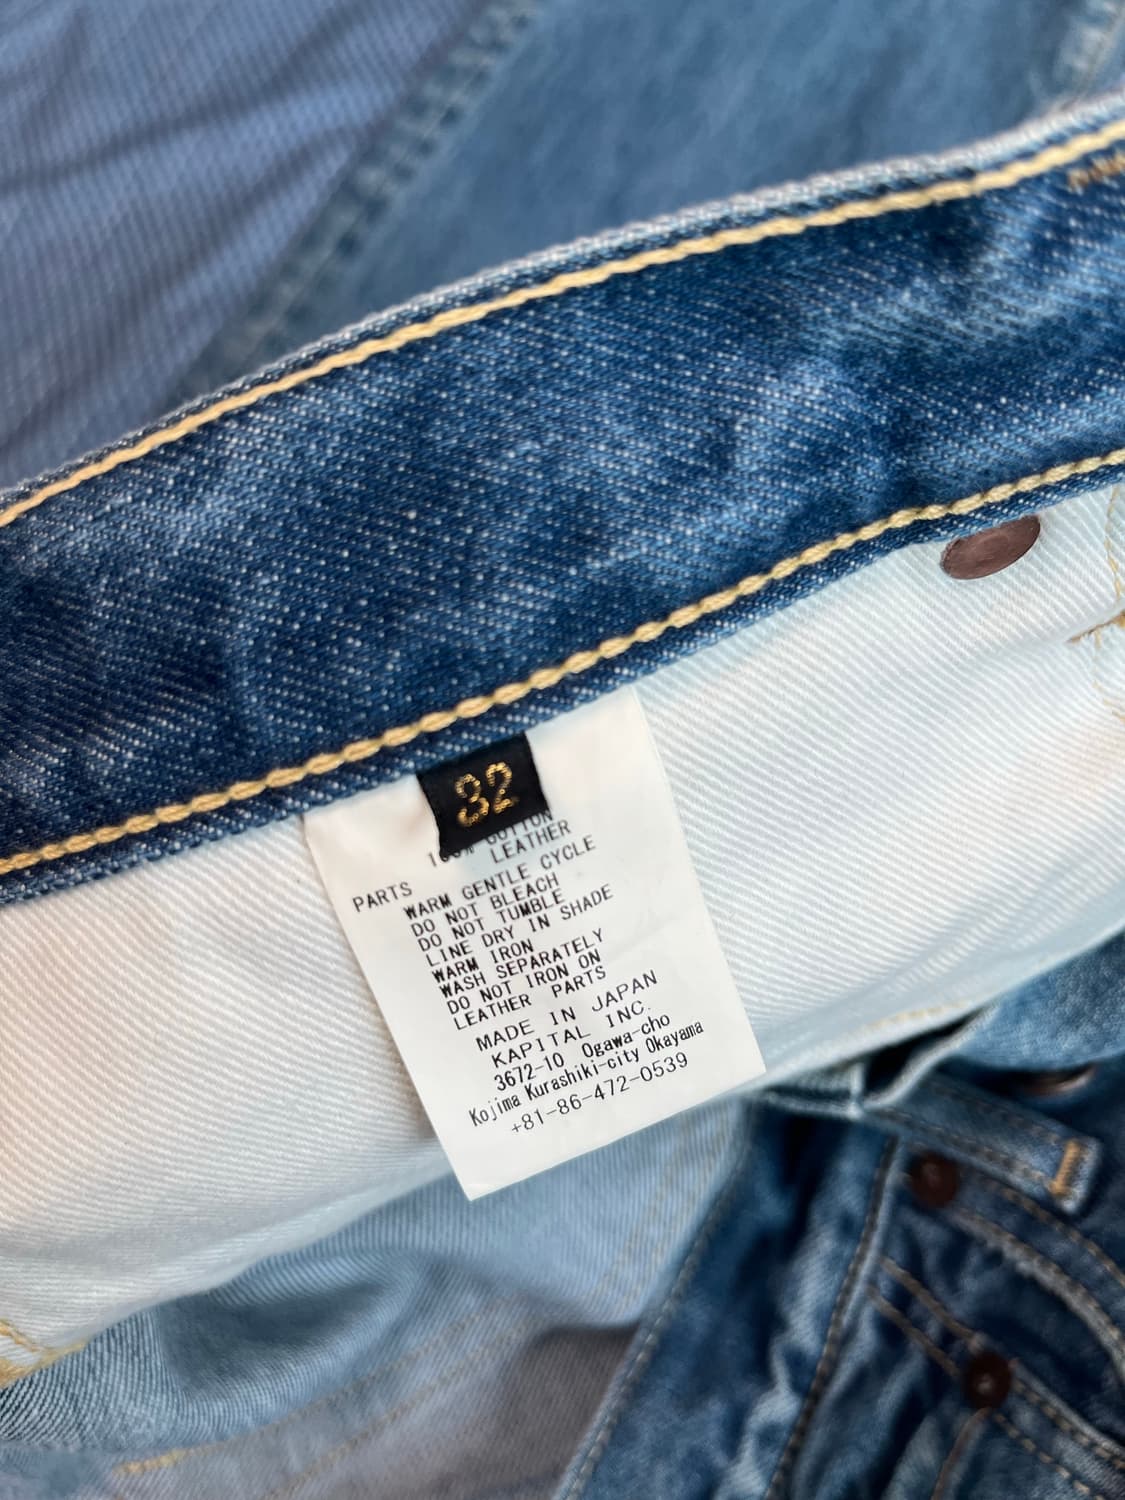 32
100% COTTON
PARTS LEATHER
WARM GENTLE CYCLE
DO NOT BLEACH
DO NOT TUMBLE
LINE DRY IN SHADE
WARM IRON
WASH SEPARATELY
DO NOT IRON ON
LEATHER PARTS
MADE IN JAPAN
KAPITAL INC.
3672-10 Ogawa-cho
Kojima Kurashiki-city Okayama
+81-86-472-0539